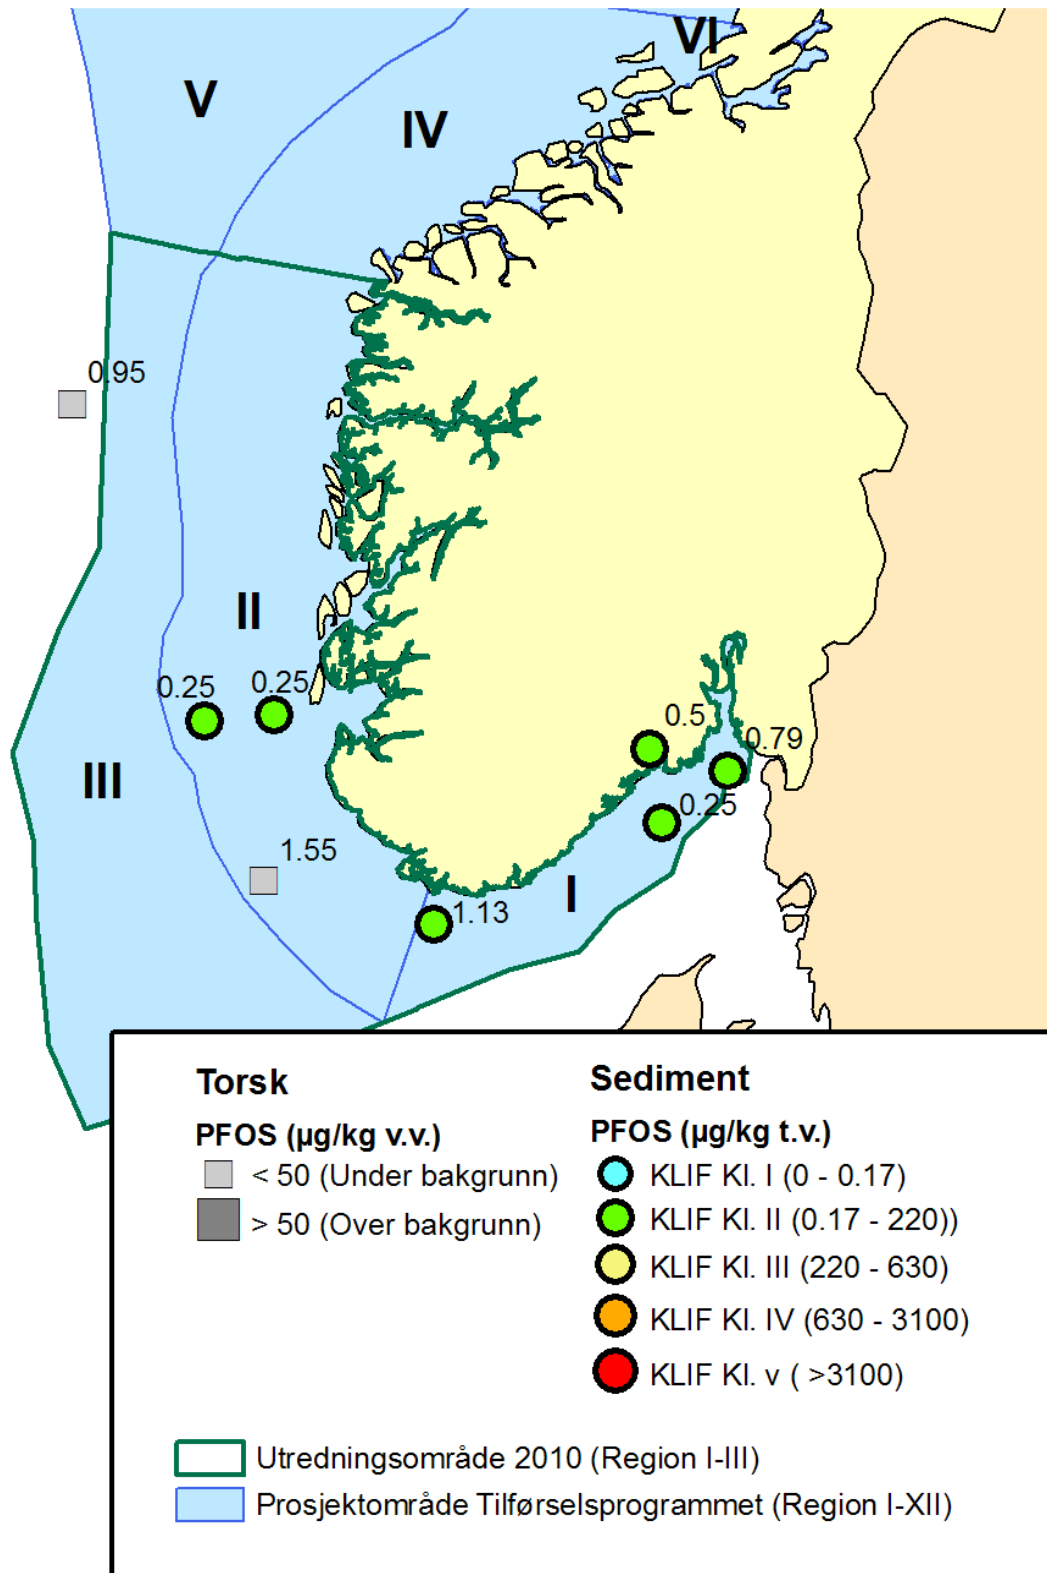 VI
V
IV
0.95
II
0.25
0.25
0.5
0.79
III
0.25
1.55
I
1.13
Torsk
PFOS (µg/kg v.v.)
< 50 (Under bakgrunn)
> 50 (Over bakgrunn)
Sediment
PFOS (µg/kg t.v.)
KLIF Kl. I (0 - 0.17)
KLIF Kl. II (0.17 - 220))
KLIF Kl. III (220 - 630)
KLIF Kl. IV (630 - 3100)
KLIF Kl. v ( >3100)
Utredningsområde 2010 (Region I-III)
Prosjektområde Tilførselsprogrammet (Region I-XII)